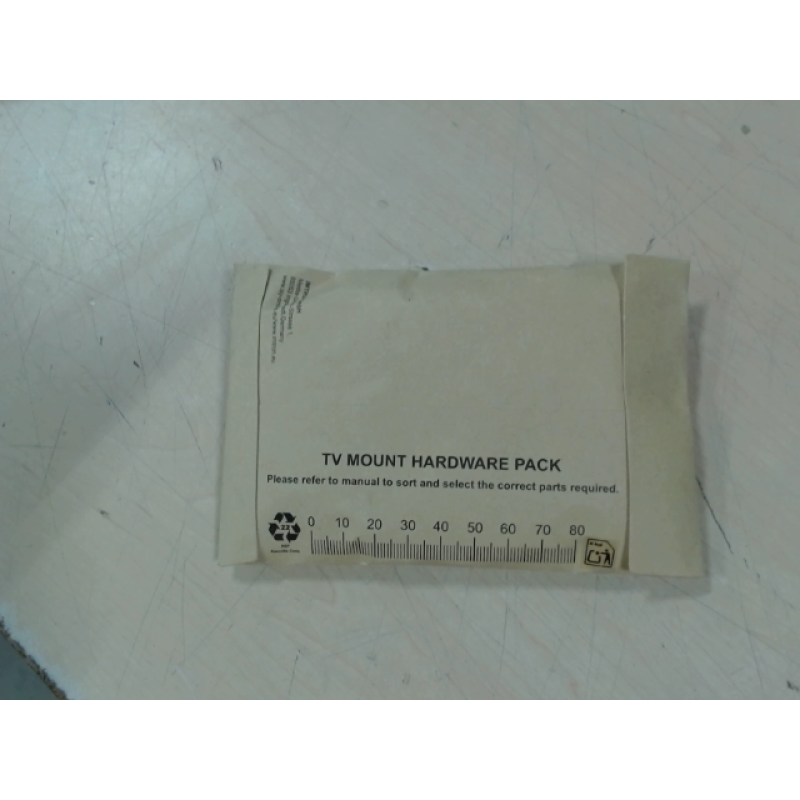 TV MOUNT HARDWARE PACK
Please refer to manual to sort and select the correct parts required.
0 10 20 30 40 50 60 70 80
22